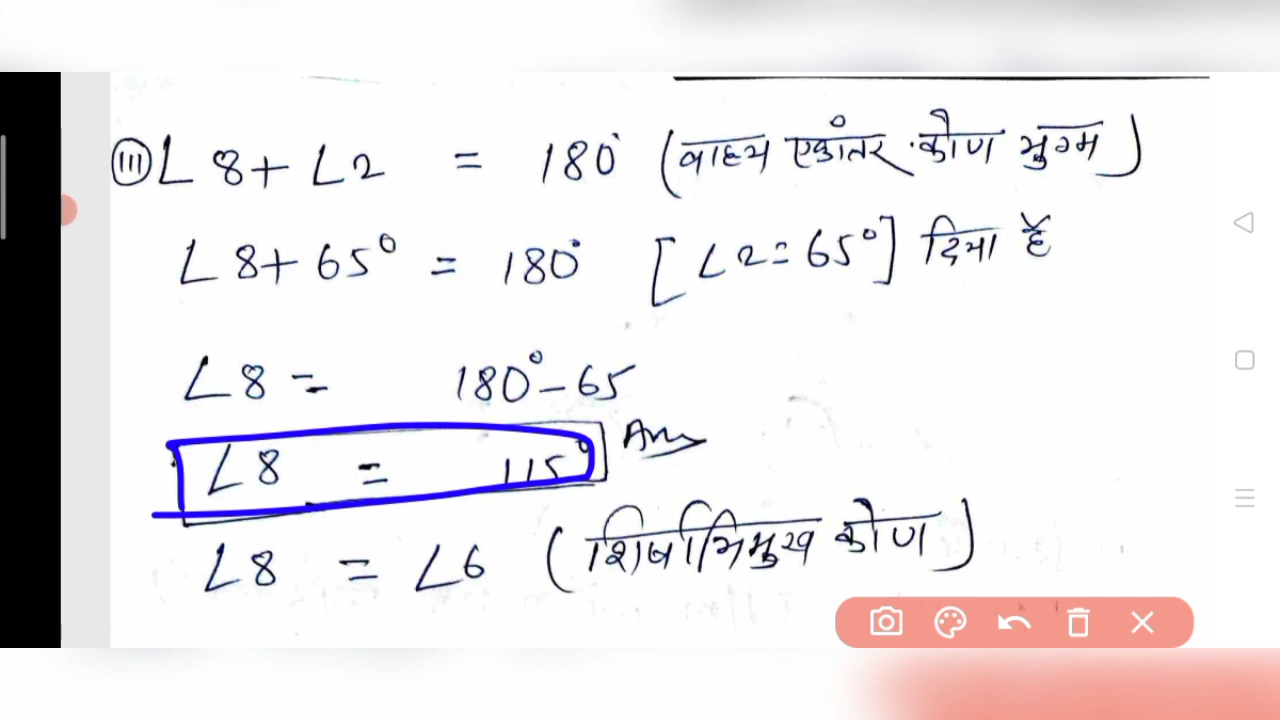 (iii) ∠8 + ∠2 = 180° (वाह्य एकांतर कोण युग्म)
∠8 + 65° = 180° [∠2 = 65°] दिया है
∠8 = 180° - 65
∠8 = 115° Ans
∠8 = ∠6 (शिर्षाभिमुख कोण)